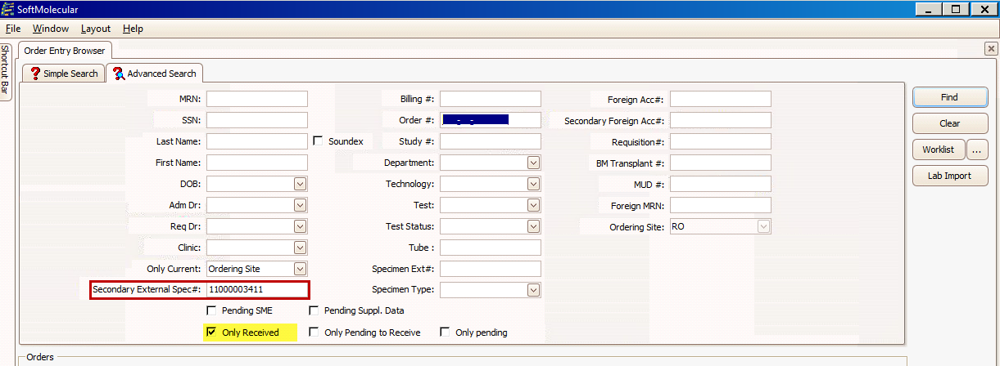 SoftMolecular
File Window Layout Help
Shortcut Bar
Order Entry Browser
Simple Search Advanced Search
MRN: Billing #: Foreign Acc#: Find
SSN: Order #: Secondary Foreign Acc#: Clear
Last Name: Soundex Study #: Requisition#: Worklist ...
First Name: Department: BM Transplant #:
DOB: Technology: MUD #: Lab Import
Adm Dr: Test: Foreign MRN:
Req Dr: Test Status: Ordering Site: RO
Clinic: Tube :
Only Current: Ordering Site Specimen Ext#:
Secondary External Spec#: 11000003411 Specimen Type:
Pending SME Pending Suppl. Data
Only Received Only Pending to Receive Only pending
Orders